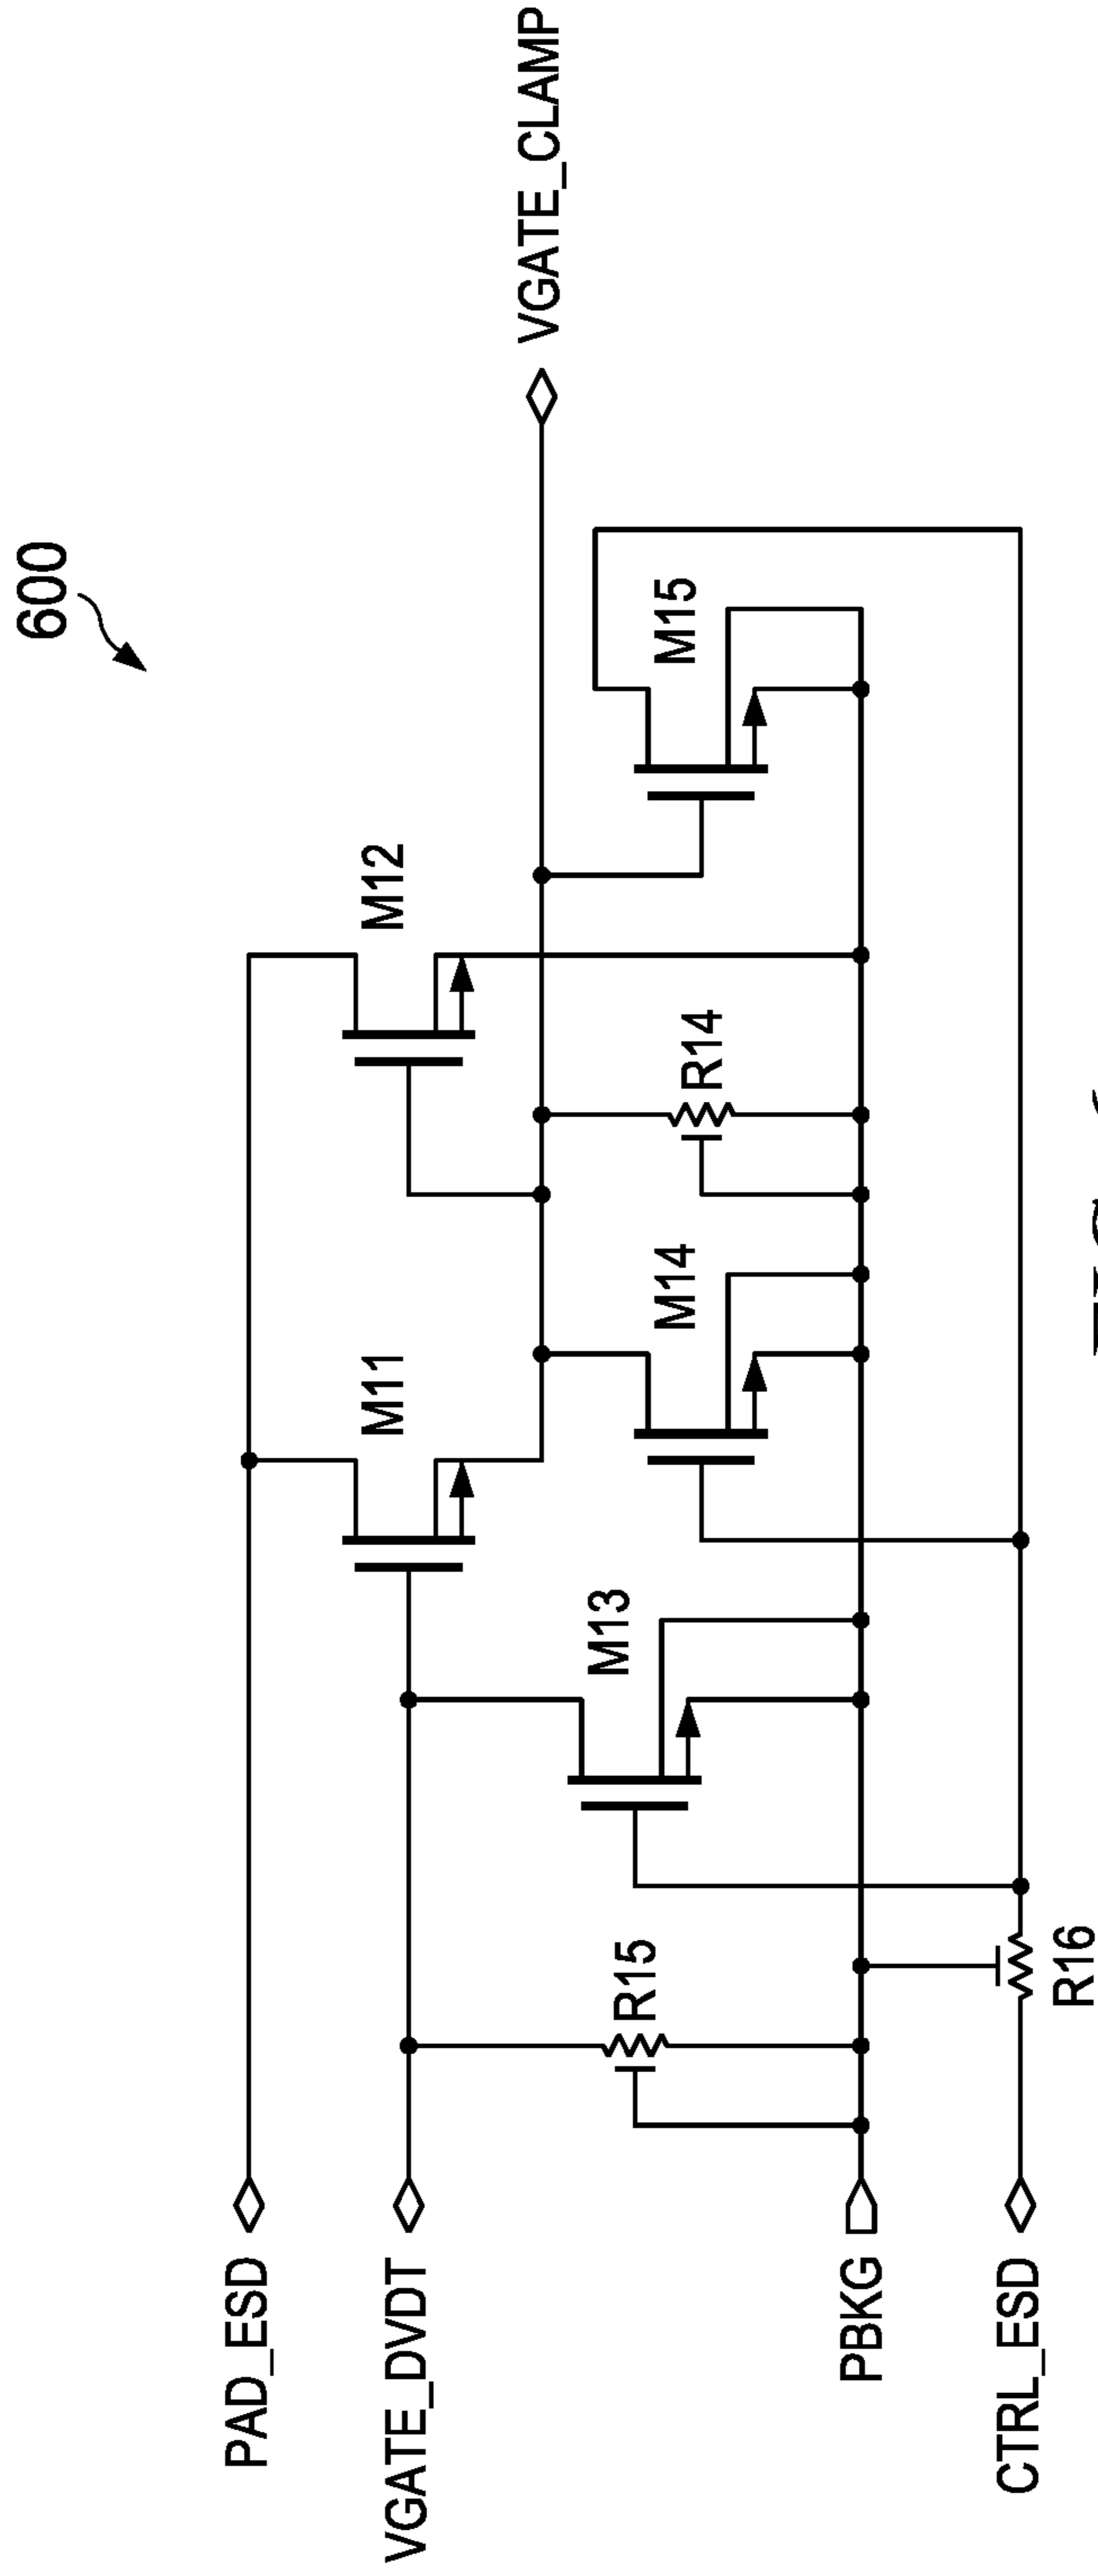 600
PAD_ESD
VGATE_DVDT
PBKG
CTRL_ESD
VGATE_CLAMP
M11
M12
M13
M14
M15
R14
R15
R16